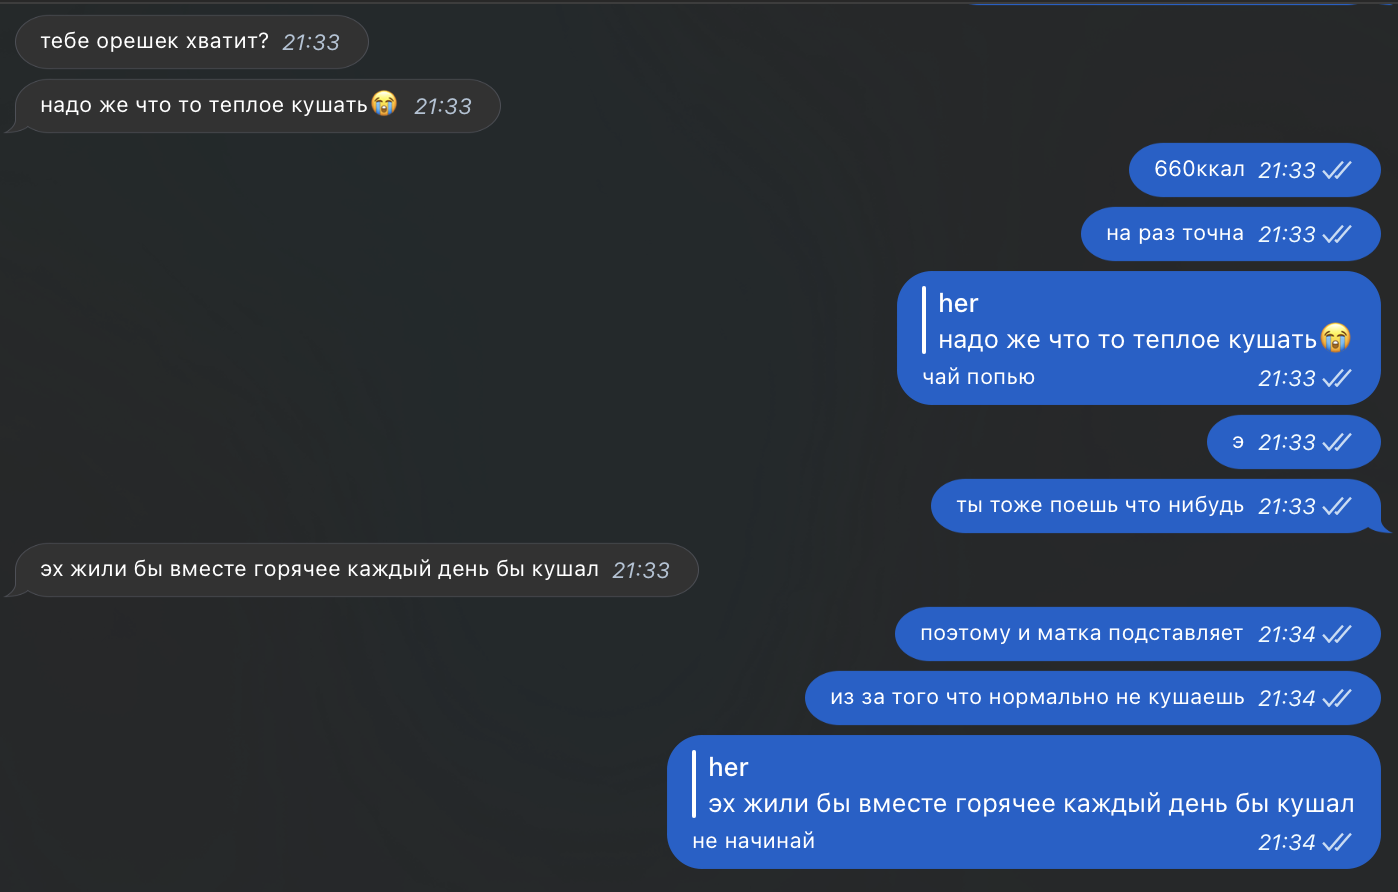 тебе орешек хватит? 21:33
надо же что то теплое кушать😭 21:33
660ккал 21:33
на раз точна 21:33
her
надо же что то теплое кушать😭
чай попью 21:33
э 21:33
ты тоже поешь что нибудь 21:33
эх жили бы вместе горячее каждый день бы кушал 21:33
поэтому и матка подставляет 21:34
из за того что нормально не кушаешь 21:34
her
эх жили бы вместе горячее каждый день бы кушал
не начинай 21:34